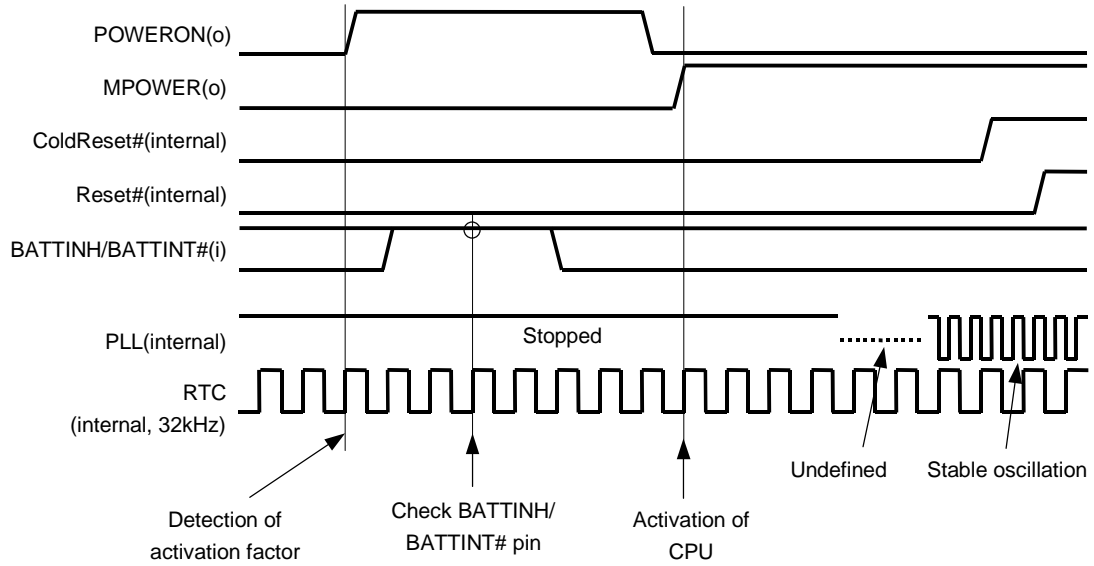 POWERON(o)
MPOWER(o)
ColdReset#(internal)
Reset#(internal)
BATTINH/BATTINT#(i)
PLL(internal)
Stopped
RTC
(internal, 32kHz)
Undefined
Stable oscillation
Detection of
activation factor
Check BATTINH/
BATTINT# pin
Activation of
CPU